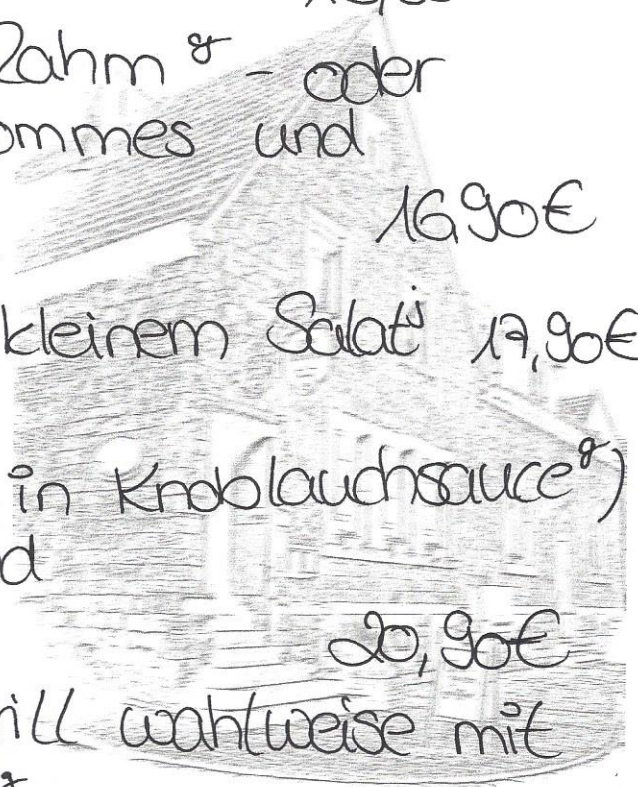 Rahm g - oder
ommes und
16,90€
kleinem Salat j 17,90€
in Knoblauchsauce g)
d
20,90€
ill wahlweise mit
g